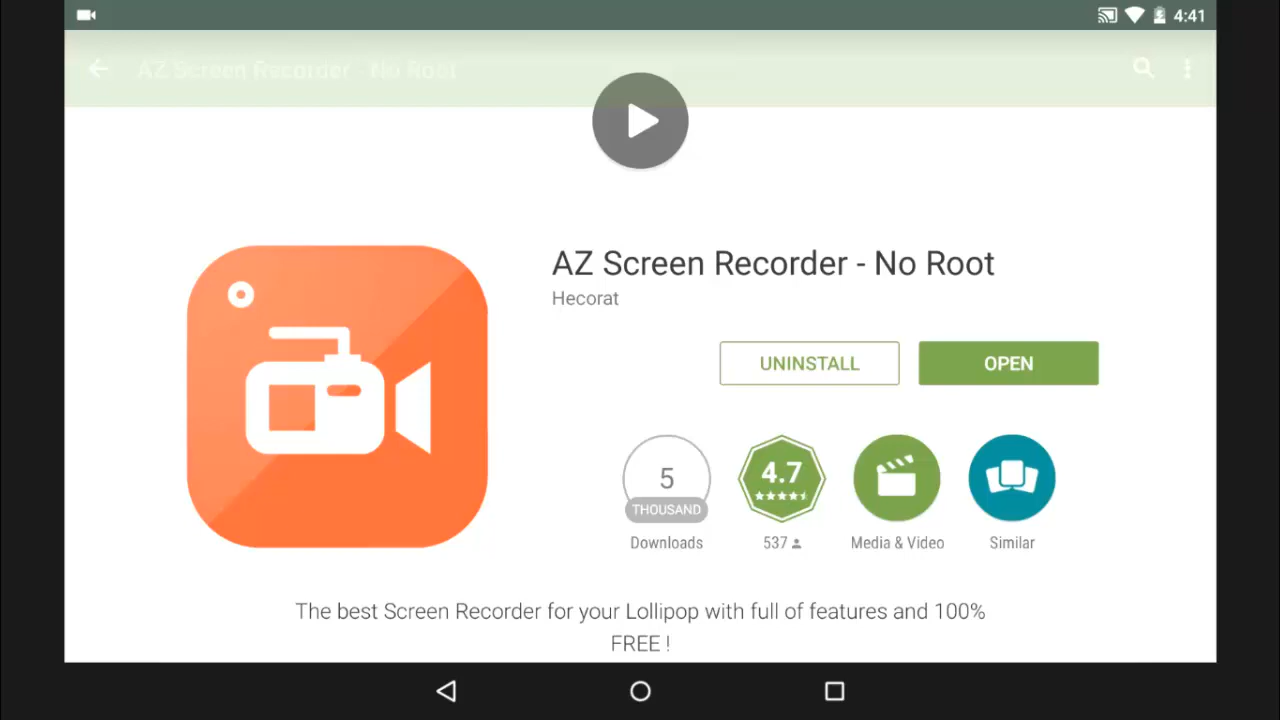 4:41
AZ Screen Recorder - No Root
AZ Screen Recorder - No Root
Hecorat
UNINSTALL
OPEN
5
THOUSAND
Downloads
4.7
537
Media & Video
Similar
The best Screen Recorder for your Lollipop with full of features and 100%
FREE !